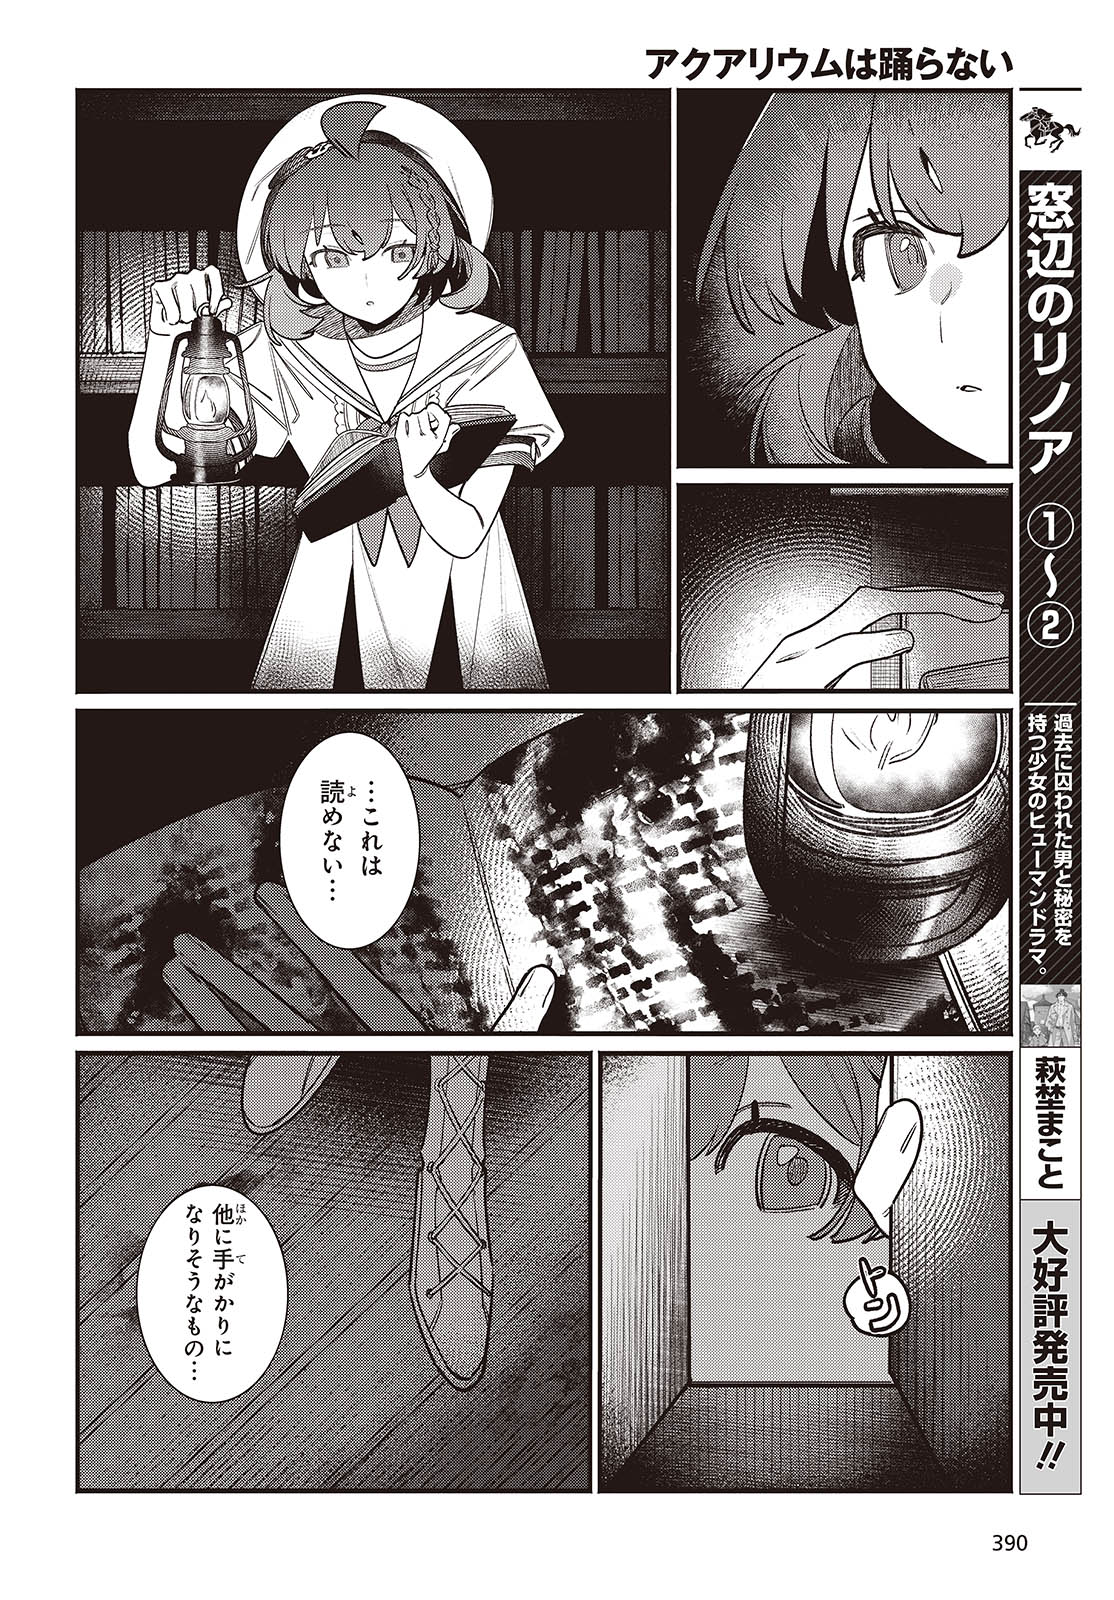 アクアリウムは踊らない
窓辺のリノア ①〜②
過去に囚われた男と秘密を
持つ少女のヒューマンドラマ。
萩埜まこと
大好評発売中!!
…これは
読めない…
よ
トン
他に手がかりに
ほか
て
なりそうなもの…
390